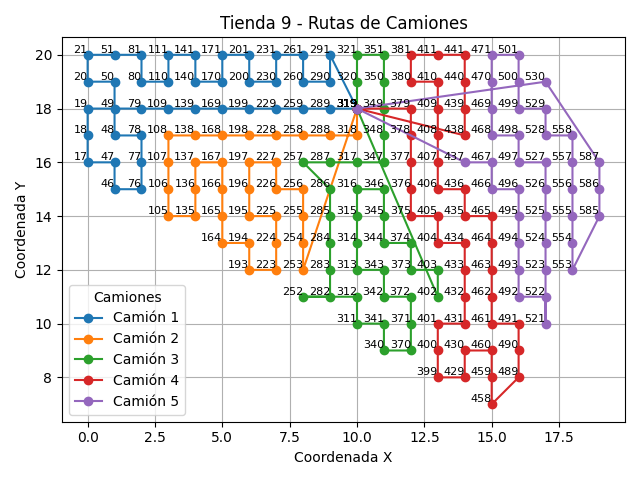 Tienda 9 - Rutas de Camiones
Coordenada Y
20
18
16
14
12
10
8
21 51 81 111 141 171 201 231 261 291 321 351 381 411 441 471 501
20 50 80 110 140 170 200 230 260 290 320 350 380 410 440 470 500 530
19 49 79 109 139 169 199 229 259 289 319 349 379 409 439 469 499 529
18 48 78 108 138 168 198 228 258 288 318 348 378 408 438 468 498 528 558
17 47 77 107 137 167 197 227 257 287 317 347 377 407 437 467 497 527 557 587
46 76 106 136 166 196 226 256 286 316 346 376 406 436 466 496 526 556 586
105 135 165 195 225 255 285 315 345 375 405 435 465 495 525 555 585
164 194 224 254 284 314 344 374 404 434 464 494 524 554
193 223 253 283 313 343 373 403 433 463 493 523 553
252 282 312 342 372 402 432 462 492 522
311 341 371 401 431 461 491 521
340 370 400 430 460 490
399 429 459 489
458
Camiones
Camión 1
Camión 2
Camión 3
Camión 4
Camión 5
0.0 2.5 5.0 7.5 10.0 12.5 15.0 17.5
Coordenada X